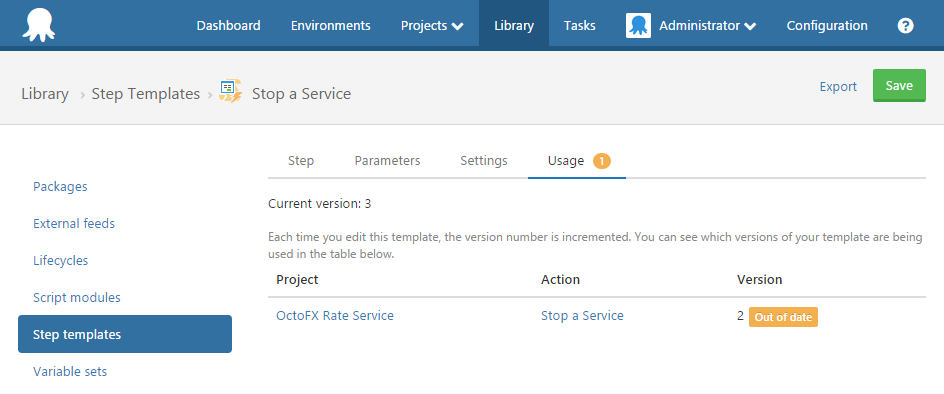 Dashboard Environments Projects Library Tasks Administrator Configuration ?
Library › Step Templates › Stop a Service Export Save
Step Parameters Settings Usage 1
Packages
External feeds
Lifecycles
Script modules
Step templates
Variable sets
Current version: 3
Each time you edit this template, the version number is incremented. You can see which versions of your template are being
used in the table below.
Project Action Version
OctoFX Rate Service Stop a Service 2 Out of date